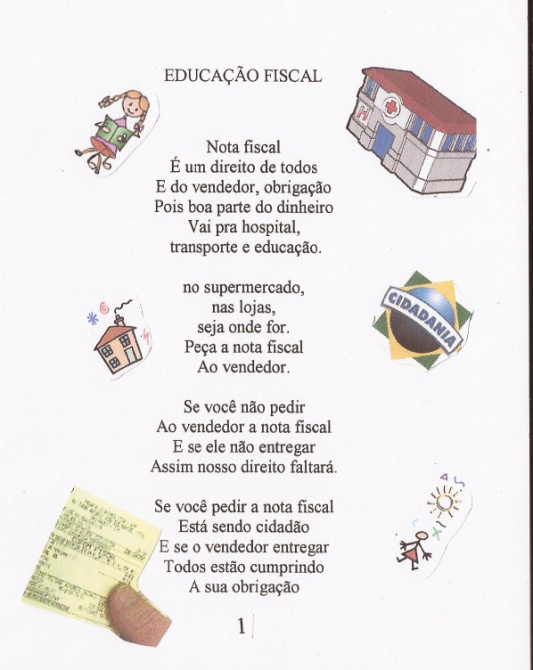 EDUCAÇÃO FISCAL
Nota fiscal
É um direito de todos
E do vendedor, obrigação
Pois boa parte do dinheiro
Vai pra hospital,
transporte e educação.
H
no supermercado,
nas lojas,
seja onde for.
Peça a nota fiscal
Ao vendedor.
CIDADANIA
Se você não pedir
Ao vendedor a nota fiscal
E se ele não entregar
Assim nosso direito faltará.
Se você pedir a nota fiscal
Está sendo cidadão
E se o vendedor entregar
Todos estão cumprindo
A sua obrigação
1